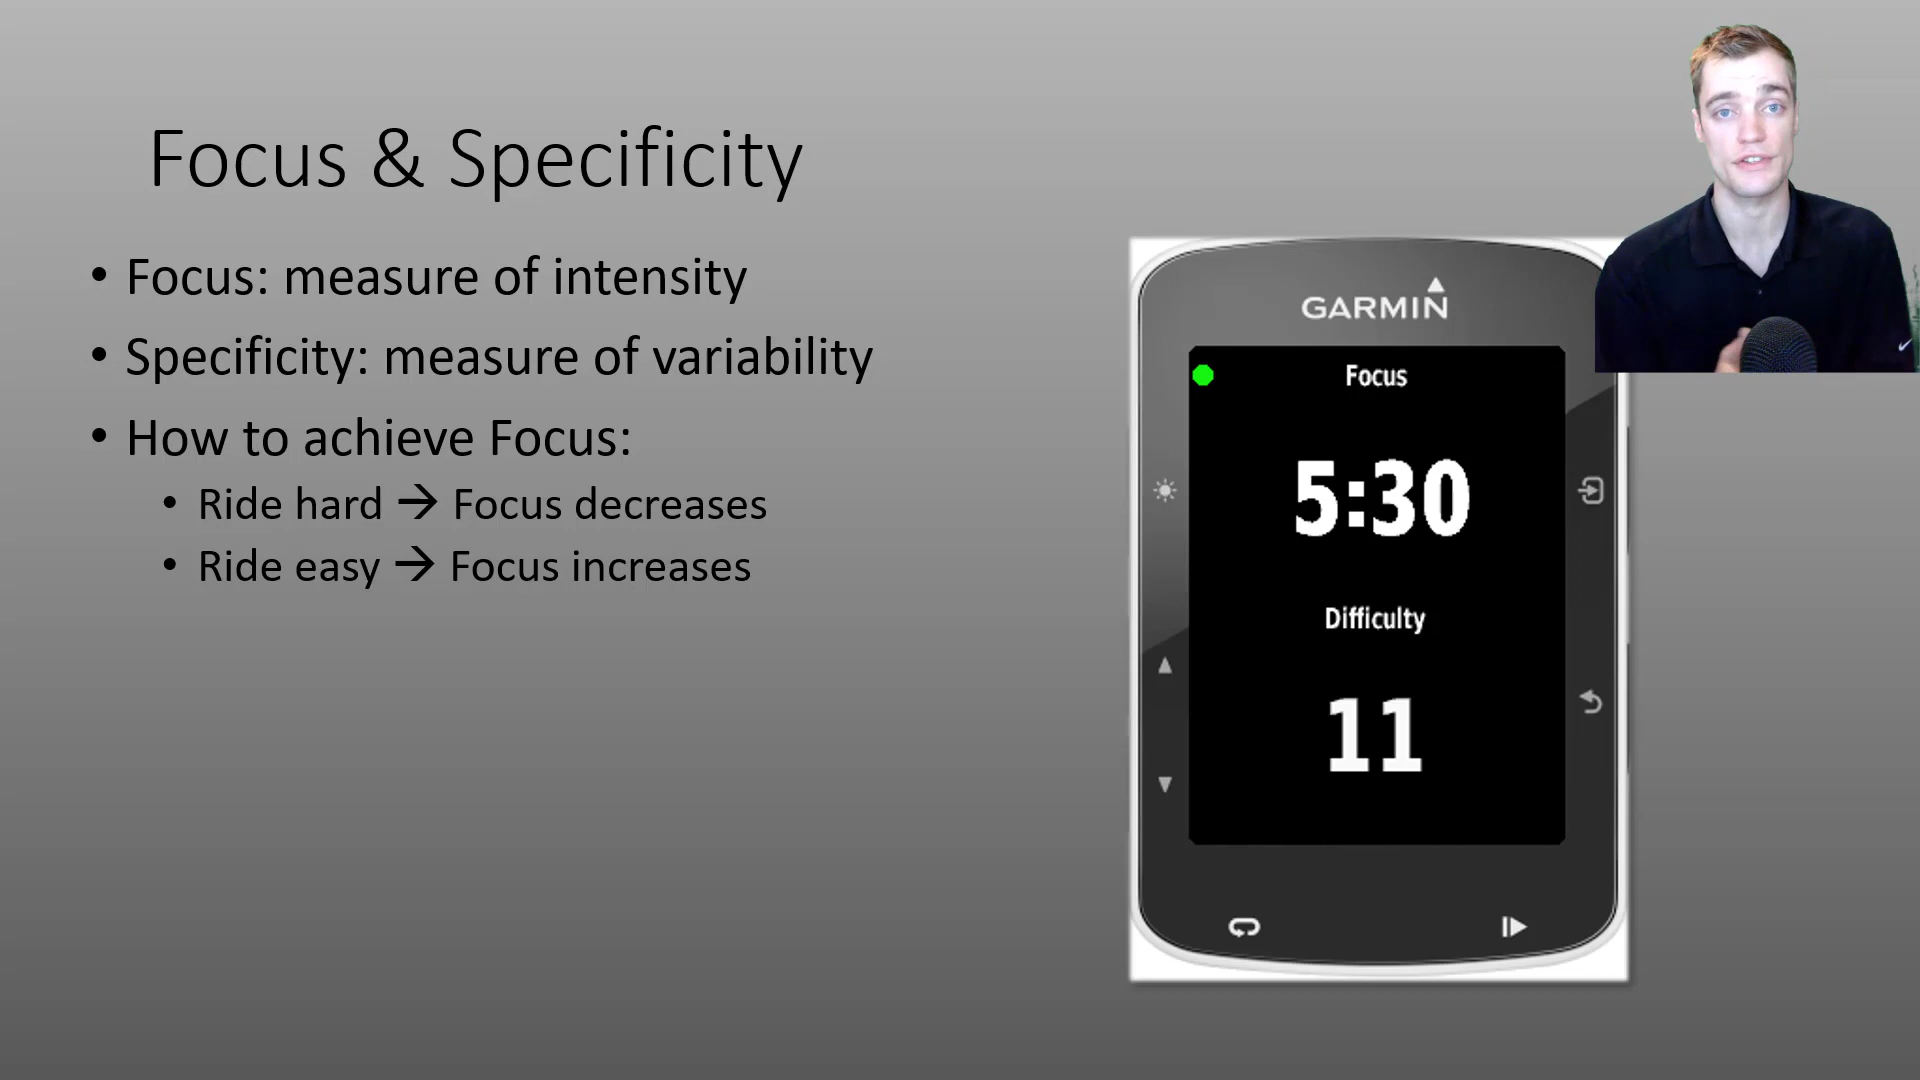 Focus & Specificity
• Focus: measure of intensity
• Specificity: measure of variability
• How to achieve Focus:
• Ride hard → Focus decreases
• Ride easy → Focus increases
GARMIN
Focus
5:30
Difficulty
11